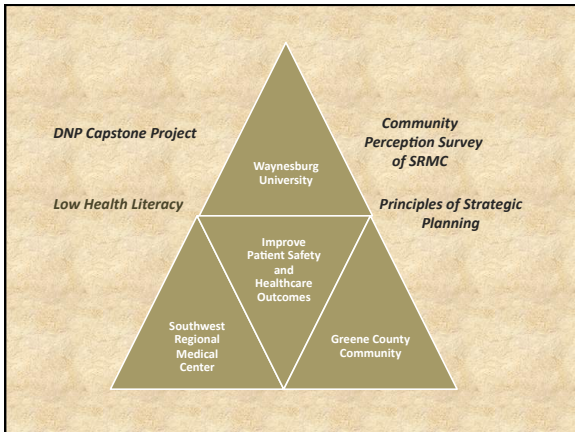 DNP Capstone Project
Community
Perception Survey
of SRMC
Waynesburg
University
Low Health Literacy
Principles of Strategic
Planning
Improve
Patient Safety
and
Healthcare
Outcomes
Southwest
Regional
Medical
Center
Greene County
Community